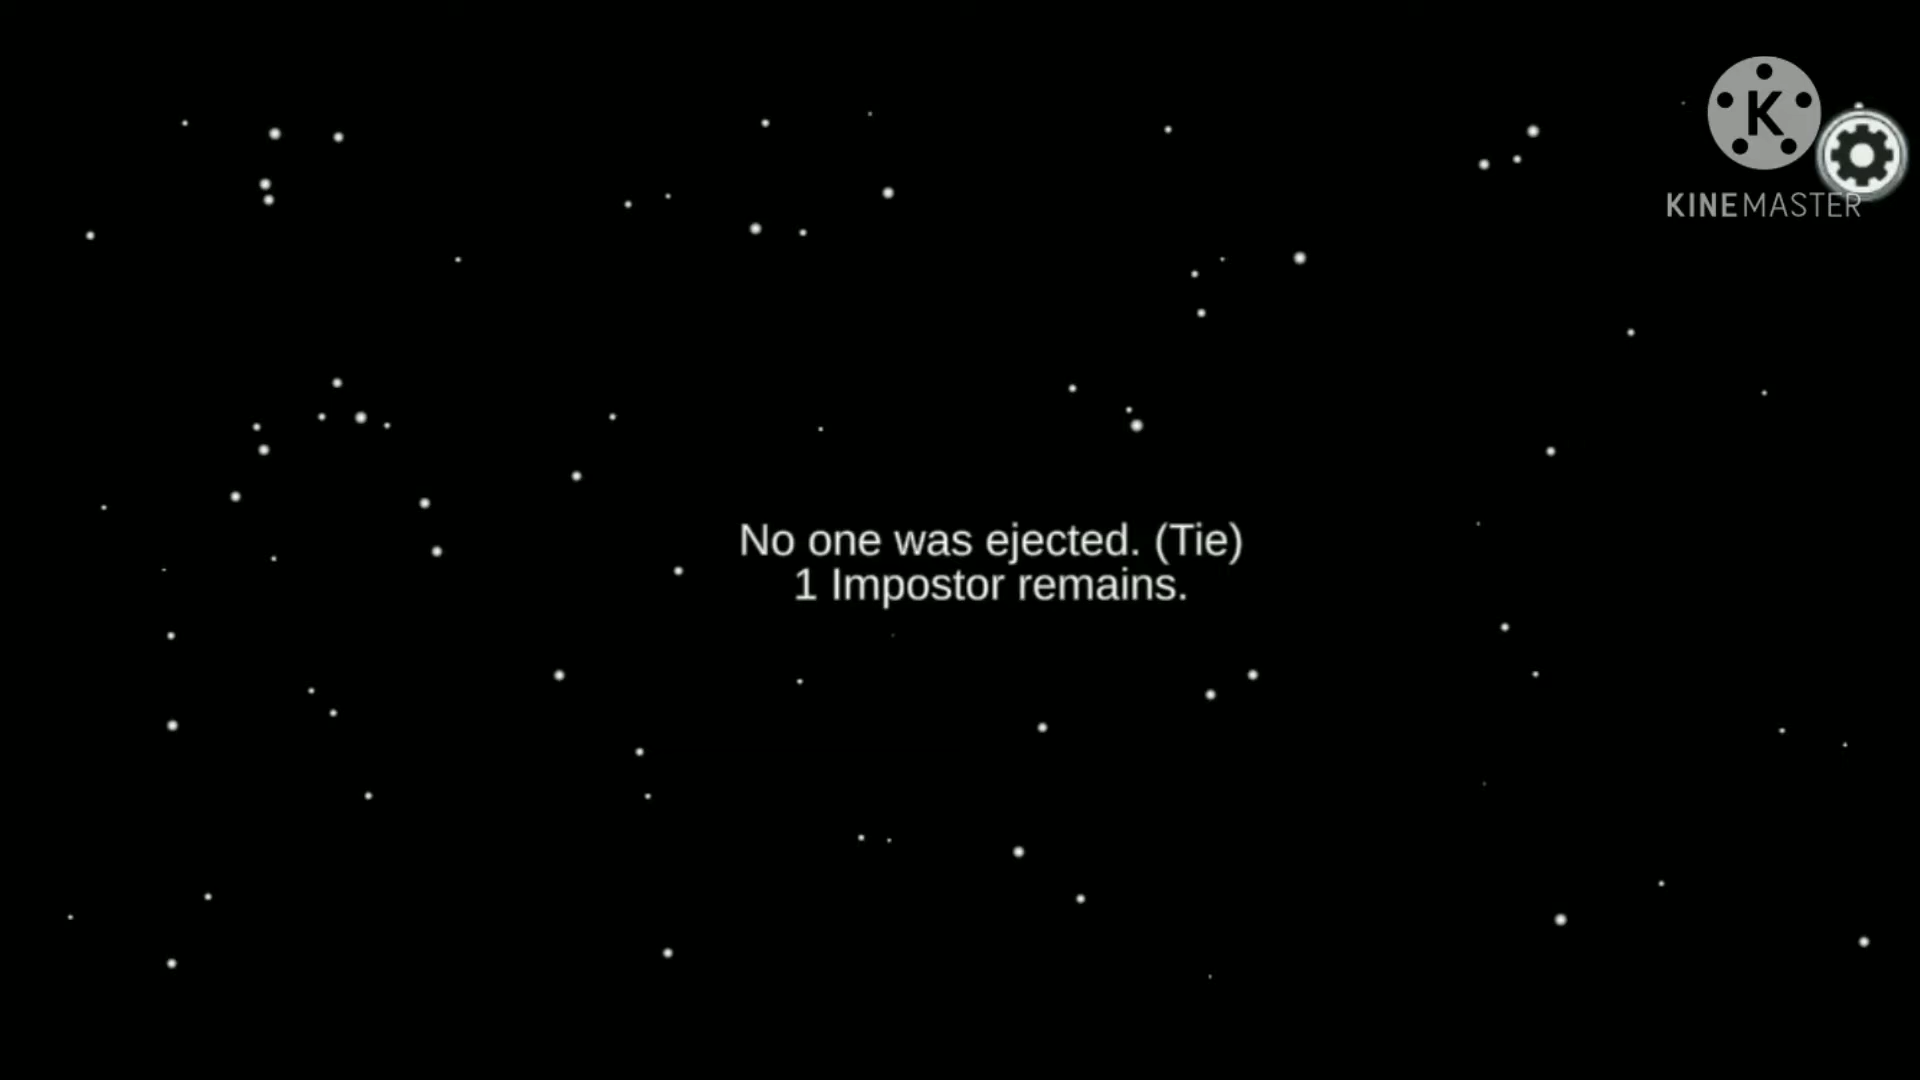 K
KINEMASTER
No one was ejected. (Tie)
1 Impostor remains.